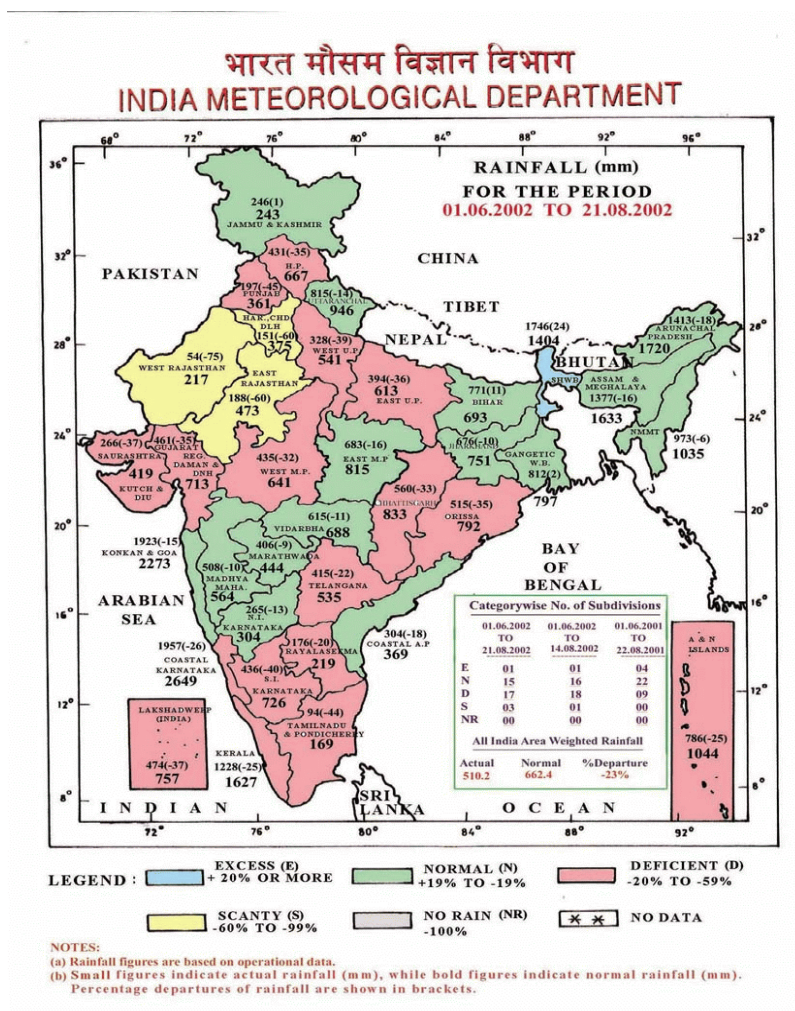 भारत मौसम विज्ञान विभाग
INDIA METEOROLOGICAL DEPARTMENT
68° 72° 76° 80° 84° 88° 92° 96°
36°
32°
28°
24°
20°
16°
12°
8°
32°
28°
24°
20°
16°
12°
8°
RAINFALL (mm)
FOR THE PERIOD
01.06.2002 TO 21.08.2002
246(1)
243
JAMMU & KASHMIR
431(-35)
H.P.
667
PAKISTAN
CHINA
TIBET
NEPAL
BHUTAN
197(-45)
PUNJAB
361
815(-14)
UTTARANCHAL
946
HAR.,CHD
DLH
151(-60)
375
328(-39)
WEST U.P.
541
54(-75)
WEST RAJASTHAN
217
EAST
RAJASTHAN
188(-60)
473
394(-36)
613
EAST U.P.
1746(24)
1404
SHWB
1413(-18)
ARUNACHAL
PRADESH
1720
ASSAM &
MEGHALAYA
1377(-16)
1633
NMMT
973(-6)
1035
771(11)
BIHAR
693
676(-10)
JHARKHAND
751
GANGETIC
W.B.
812(2)
797
266(-37)
SAURASHTRA
419
KUTCH &
DIU
461(-35)
GUJARAT
REG.
DAMAN &
DNH
713
435(-32)
WEST M.P.
641
683(-16)
EAST M.P
815
560(-33)
CHHATTISGARH
833
515(-35)
ORISSA
792
615(-11)
VIDARBHA
688
406(-9)
MARATHWADA
444
1923(-15)
KONKAN & GOA
2273
508(-10)
MADHYA
MAHA.
564
415(-22)
TELANGANA
535
ARABIAN
SEA
BAY
OF
BENGAL
265(-13)
N.I.
KARNATAKA
304
304(-18)
COASTAL A.P
369
176(-20)
RAYALASEEMA
219
1957(-26)
COASTAL
KARNATAKA
2649
436(-40)
S.I.
KARNATAKA
726
94(-44)
TAMILNADU
& PONDICHERRY
169
KERALA
1228(-25)
1627
LAKSHADWEEP
(INDIA)
474(-37)
757
A & N
ISLANDS
786(-25)
1044
SRI
LANKA
INDIAN OCEAN
Categorywise No. of Subdivisions
01.06.2002 01.06.2002 01.06.2001
TO TO TO
21.08.2002 14.08.2002 22.08.2001
E 01 01 04
N 15 16 22
D 17 18 09
S 03 01 00
NR 00 00 00
All India Area Weighted Rainfall
Actual Normal %Departure
510.2 662.4 -23%
72° 76° 80° 84° 88° 92°
LEGEND :
EXCESS (E)
+ 20% OR MORE
NORMAL (N)
+19% TO -19%
DEFICIENT (D)
-20% TO -59%
SCANTY (S)
-60% TO -99%
NO RAIN (NR)
-100%
* * NO DATA
NOTES:
(a) Rainfall figures are based on operational data.
(b) Small figures indicate actual rainfall (mm), while bold figures indicate normal rainfall (mm).
Percentage departures of rainfall are shown in brackets.